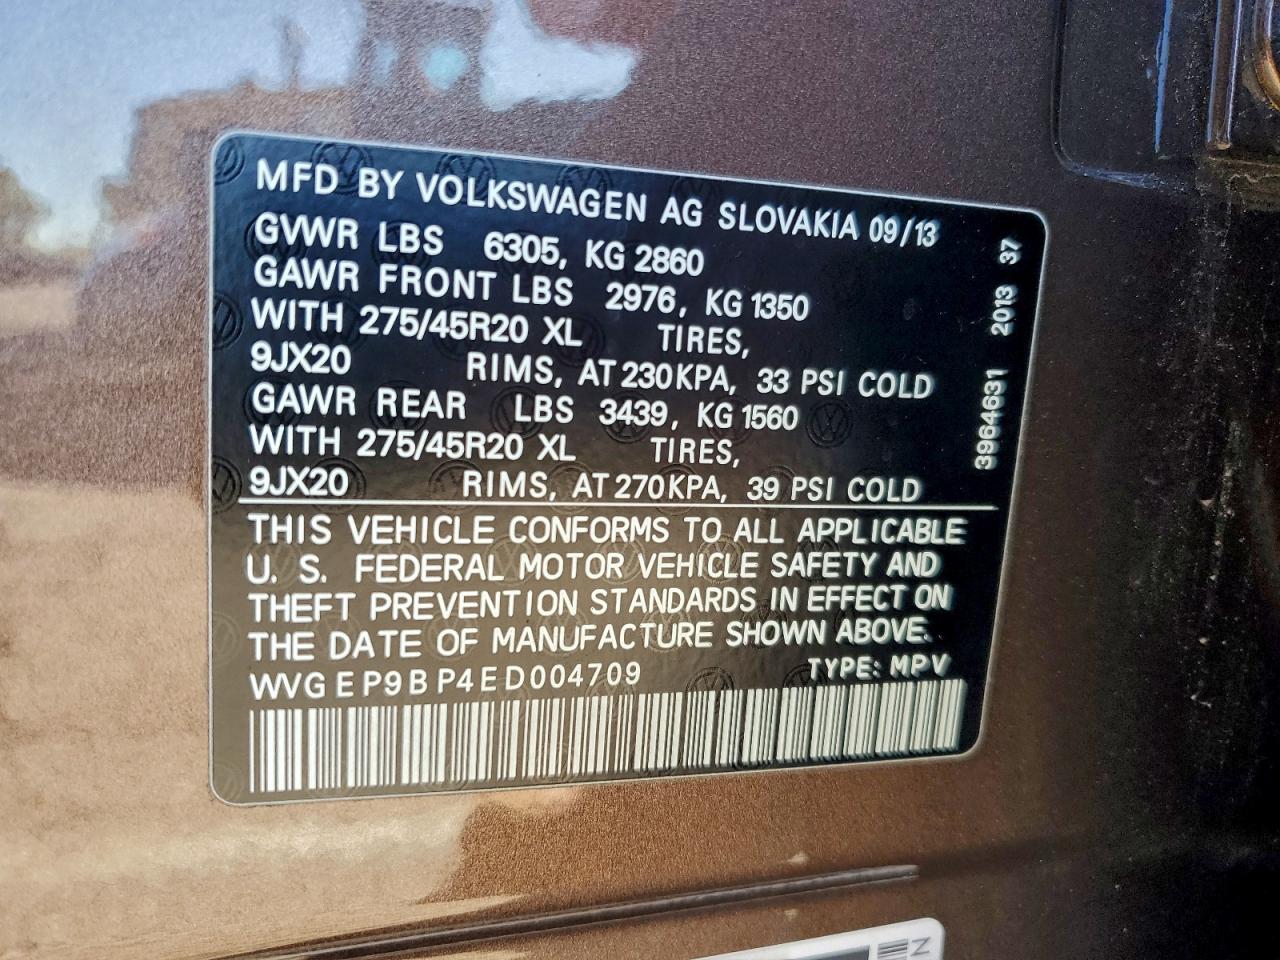 MFD BY VOLKSWAGEN AG SLOVAKIA 09/13
GVWR LBS 6305, KG 2860
GAWR FRONT LBS 2976, KG 1350
WITH 275/45R20 XL TIRES,
9JX20 RIMS, AT 230KPA, 33 PSI COLD
GAWR REAR LBS 3439, KG 1560
WITH 275/45R20 XL TIRES,
9JX20 RIMS, AT 270KPA, 39 PSI COLD
THIS VEHICLE CONFORMS TO ALL APPLICABLE
U. S. FEDERAL MOTOR VEHICLE SAFETY AND
THEFT PREVENTION STANDARDS IN EFFECT ON
THE DATE OF MANUFACTURE SHOWN ABOVE.
WVGEP9BP4ED004709 TYPE: MPV
3964631 2013 37